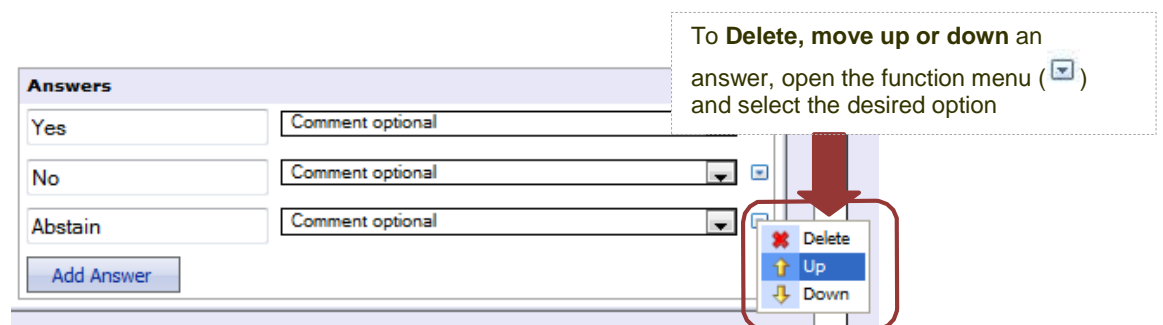 To Delete, move up or down an
answer, open the function menu ( )
and select the desired option
Answers
Yes Comment optional
No Comment optional
Abstain Comment optional
Delete
Up
Down
Add Answer